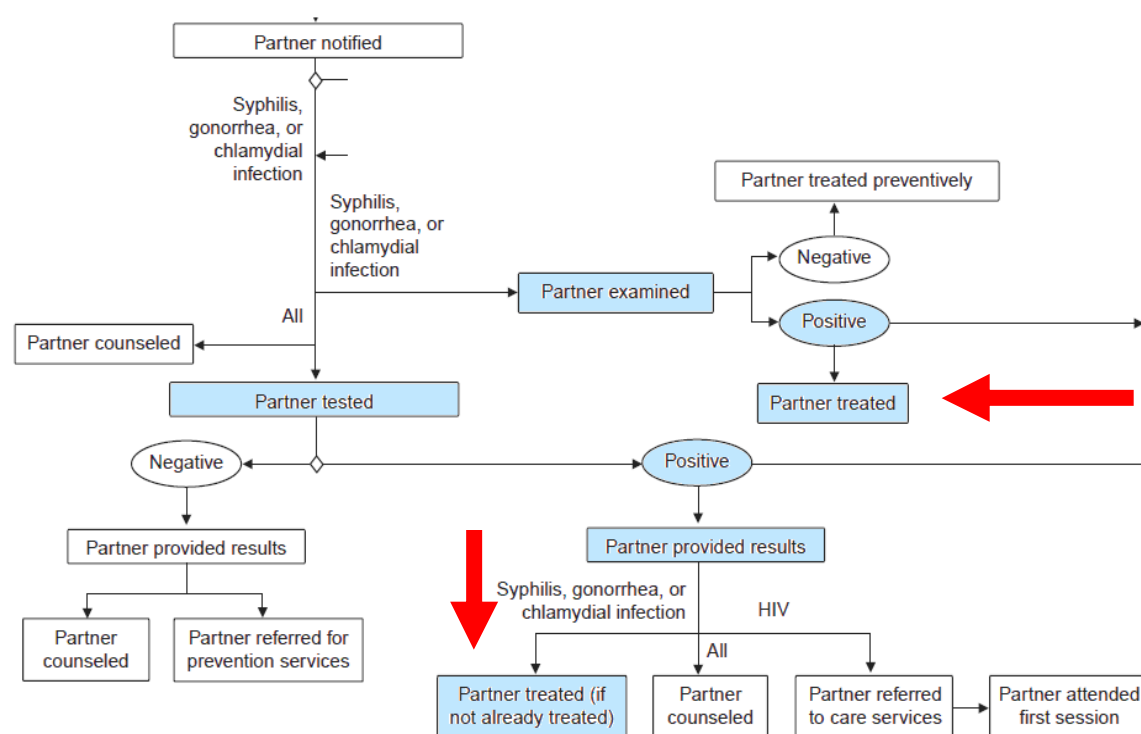 Partner notified
Syphilis,
gonorrhea, or
chlamydial
infection
Partner treated preventively
Syphilis,
gonorrhea, or
chlamydial
infection
Negative
Partner examined
All
Positive
Partner counseled
Partner tested
Partner treated
Negative
Positive
Partner provided results
Partner provided results
Syphilis, gonorrhea, or
chlamydial infection
HIV
All
Partner
counseled
Partner referred for
prevention services
Partner treated (if
not already treated)
Partner
counseled
Partner referred
to care services
Partner attended
first session